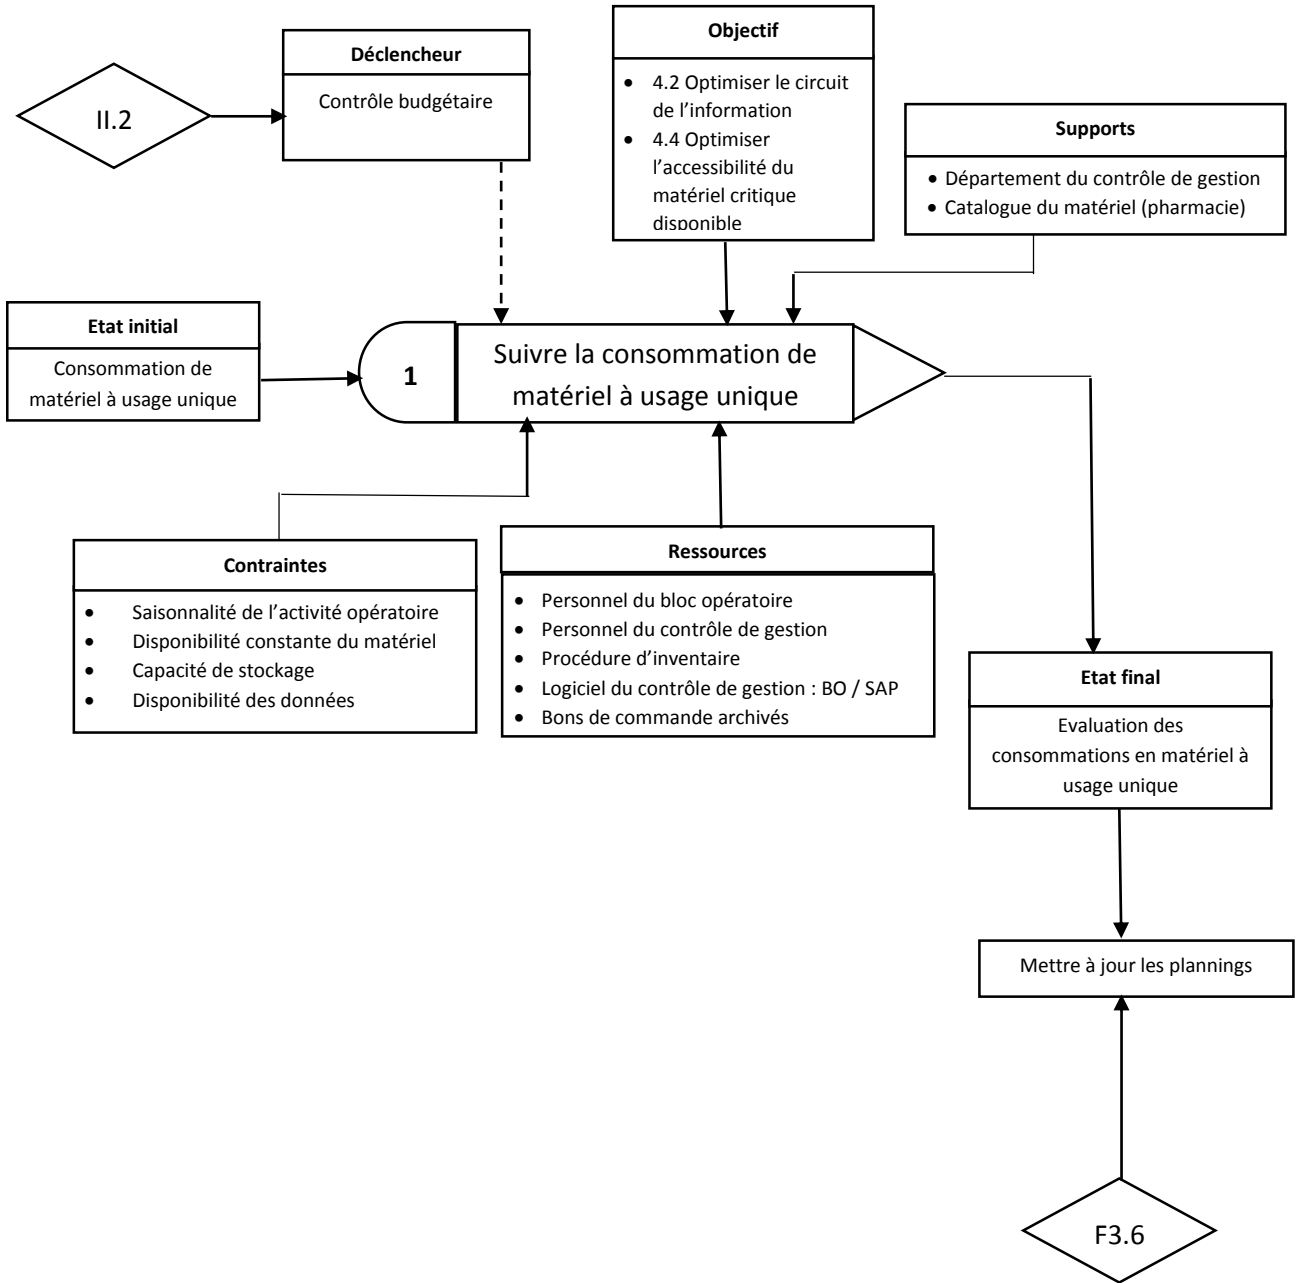 Objectif
• 4.2 Optimiser le circuit
de l’information
• 4.4 Optimiser
l’accessibilité du
matériel critique
disponible
Déclencheur
Contrôle budgétaire
II.2
Supports
• Département du contrôle de gestion
• Catalogue du matériel (pharmacie)
Etat initial
Consommation de
matériel à usage unique
1
Suivre la consommation de
matériel à usage unique
Contraintes
• Saisonnalité de l’activité opératoire
• Disponibilité constante du matériel
• Capacité de stockage
• Disponibilité des données
Ressources
• Personnel du bloc opératoire
• Personnel du contrôle de gestion
• Procédure d’inventaire
• Logiciel du contrôle de gestion : BO / SAP
• Bons de commande archivés
Etat final
Evaluation des
consommations en matériel à
usage unique
Mettre à jour les plannings
F3.6